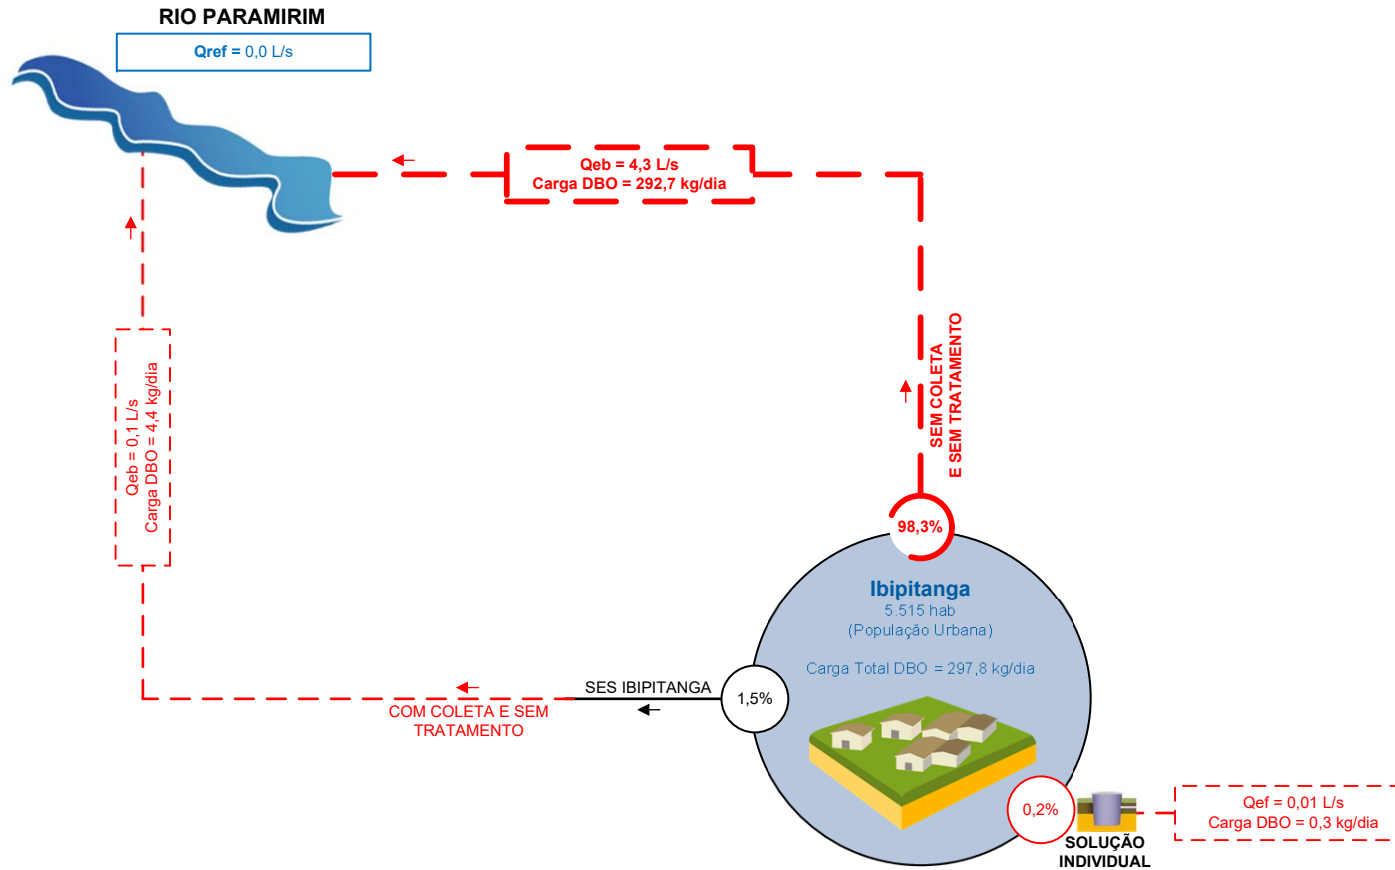 RIO PARAMIRIM
Qref = 0,0 L/s
Qeb = 4,3 L/s
Carga DBO = 292,7 kg/dia
SEM COLETA
E SEM TRATAMENTO
Qeb = 0,1 L/s
Carga DBO = 4,4 kg/dia
98,3%
Ibipitanga
5.515 hab
(População Urbana)
Carga Total DBO = 297,8 kg/dia
SES IBIPITANGA
1,5%
COM COLETA E SEM
TRATAMENTO
0,2%
SOLUÇÃO
INDIVIDUAL
Qef = 0,01 L/s
Carga DBO = 0,3 kg/dia